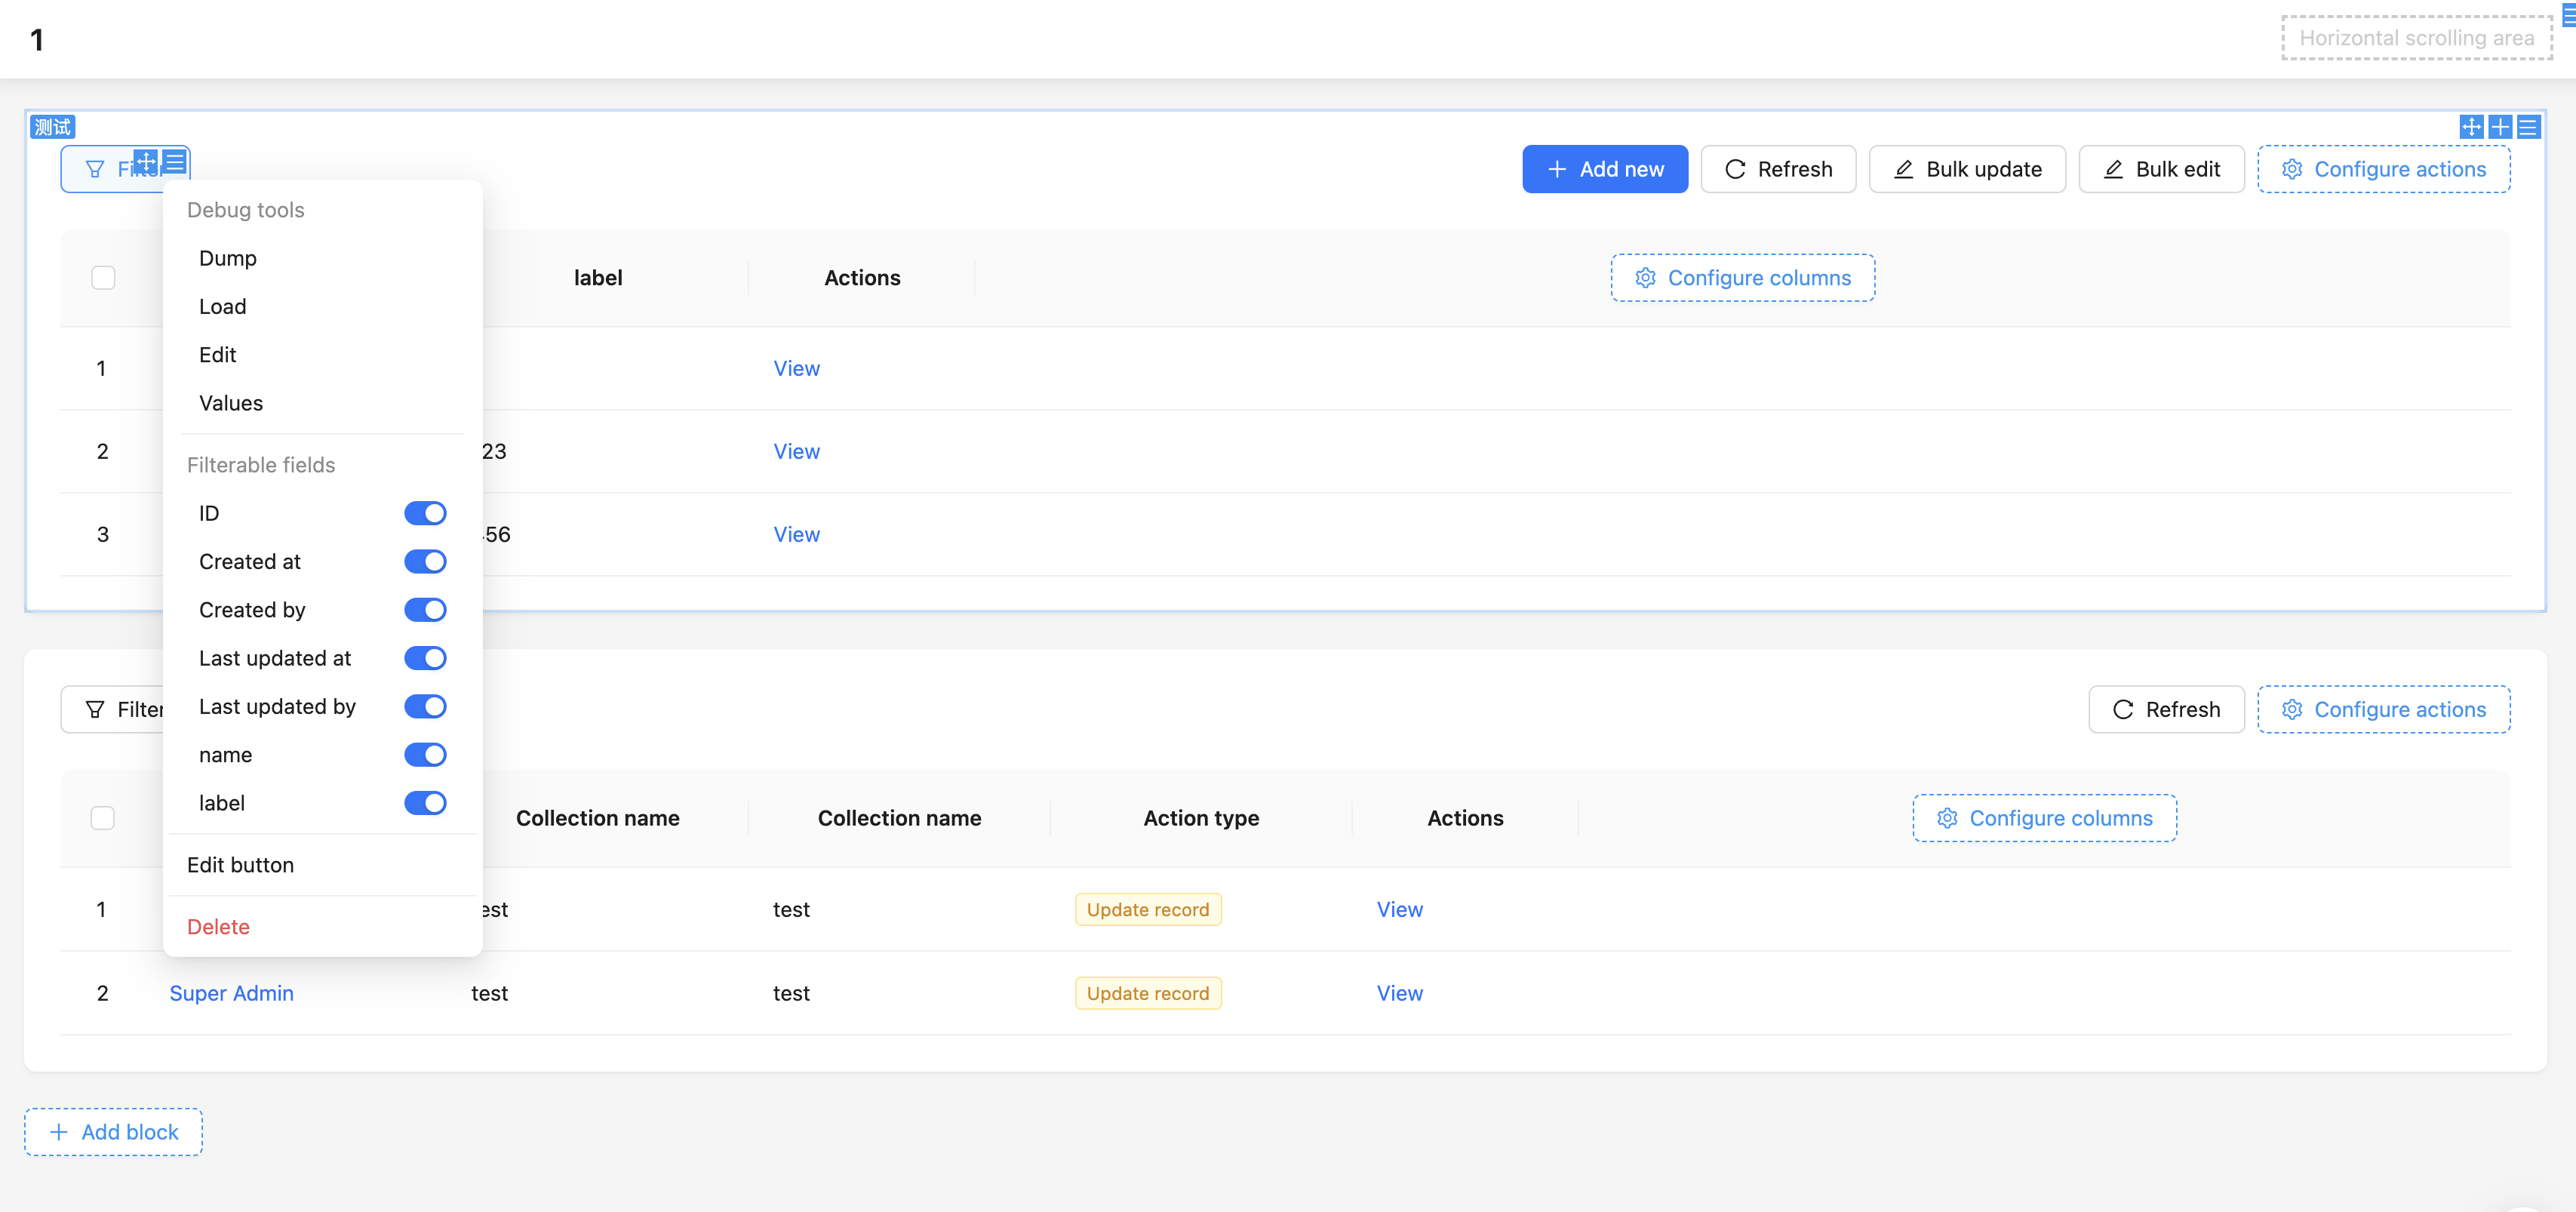 1
Horizontal scrolling area
测试
Add new
Refresh
Bulk update
Bulk edit
Configure actions
Debug tools
Dump
Load
Edit
Values
Filterable fields
ID
Created at
Created by
Last updated at
Last updated by
name
label
Edit button
Delete
label
Actions
Configure columns
1
View
2
23
View
3
56
View
Filter
Refresh
Configure actions
Collection name
Collection name
Action type
Actions
Configure columns
1
est
test
Update record
View
2
Super Admin
test
test
Update record
View
Add block